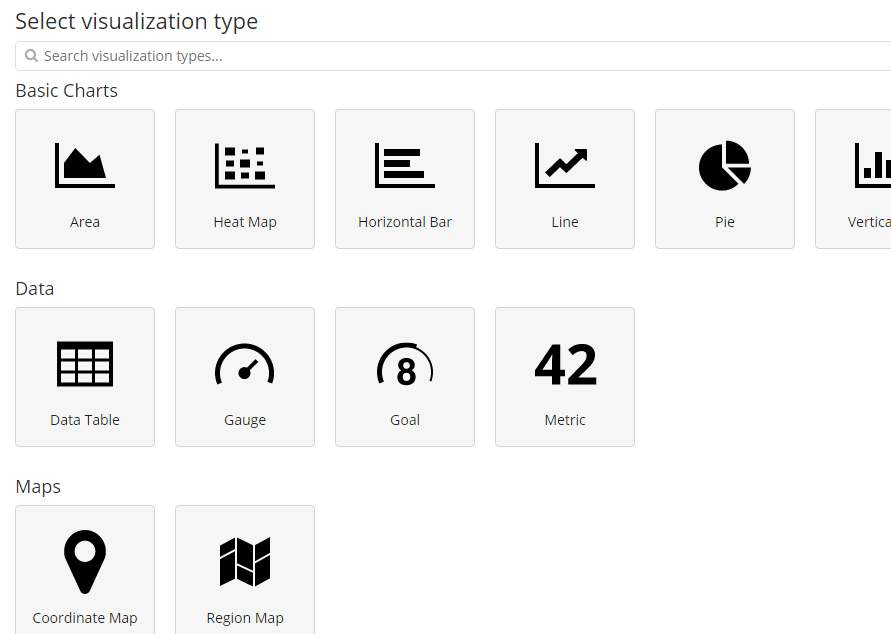 Select visualization type
Search visualization types...
Basic Charts
Area
Heat Map
Horizontal Bar
Line
Pie
Vertica
Data
8
42
Data Table
Gauge
Goal
Metric
Maps
Coordinate Map
Region Map